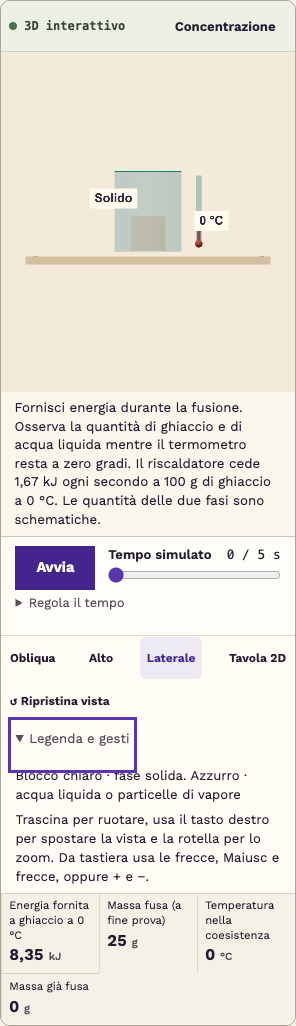 3D interattivo
Concentrazione
Solido
0 °C
Fornisci energia durante la fusione.
Osserva la quantità di ghiaccio e di
acqua liquida mentre il termometro
resta a zero gradi. Il riscaldatore cede
1,67 kJ ogni secondo a 100 g di ghiaccio
a 0 °C. Le quantità delle due fasi sono
schematiche.
Avvia
Tempo simulato 0 / 5 s
▶ Regola il tempo
Obliqua Alto Laterale Tavola 2D
↺ Ripristina vista
▼ Legenda e gesti
Blocco chiaro · fase solida. Azzurro ·
acqua liquida o particelle di vapore
Trascina per ruotare, usa il tasto destro
per spostare la vista e la rotella per lo
zoom. Da tastiera usa le frecce, Maiusc e
frecce, oppure + e −.
Energia fornita
a ghiaccio a 0
°C
8,35 kJ
Massa fusa (a
fine prova)
25 g
Temperatura
nella
coesistenza
0 °C
Massa già fusa
0 g